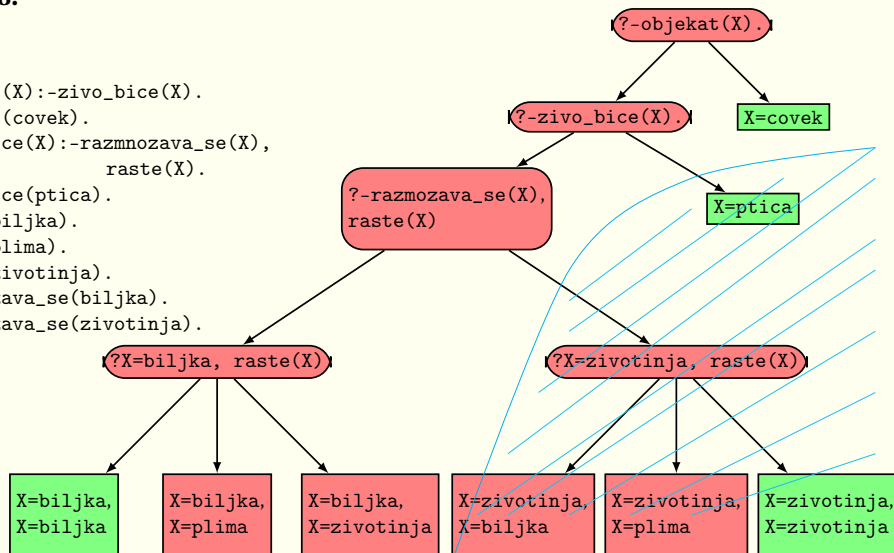 3.
(X):-zivo_bice(X).
(covek).
ce(X):-razmnozava_se(X),
raste(X).
ce(ptica).
iljka).
lima).
ivotinja).
ava_se(biljka).
ava_se(zivotinja).
?-objekat(X).
?-zivo_bice(X).
X=covek
?-razmozava_se(X),
raste(X)
X=ptica
?X=biljka, raste(X)
?X=zivotinja, raste(X)
X=biljka,
X=biljka
X=biljka,
X=plima
X=biljka,
X=zivotinja
X=zivotinja,
X=biljka
X=zivotinja,
X=plima
X=zivotinja,
X=zivotinja